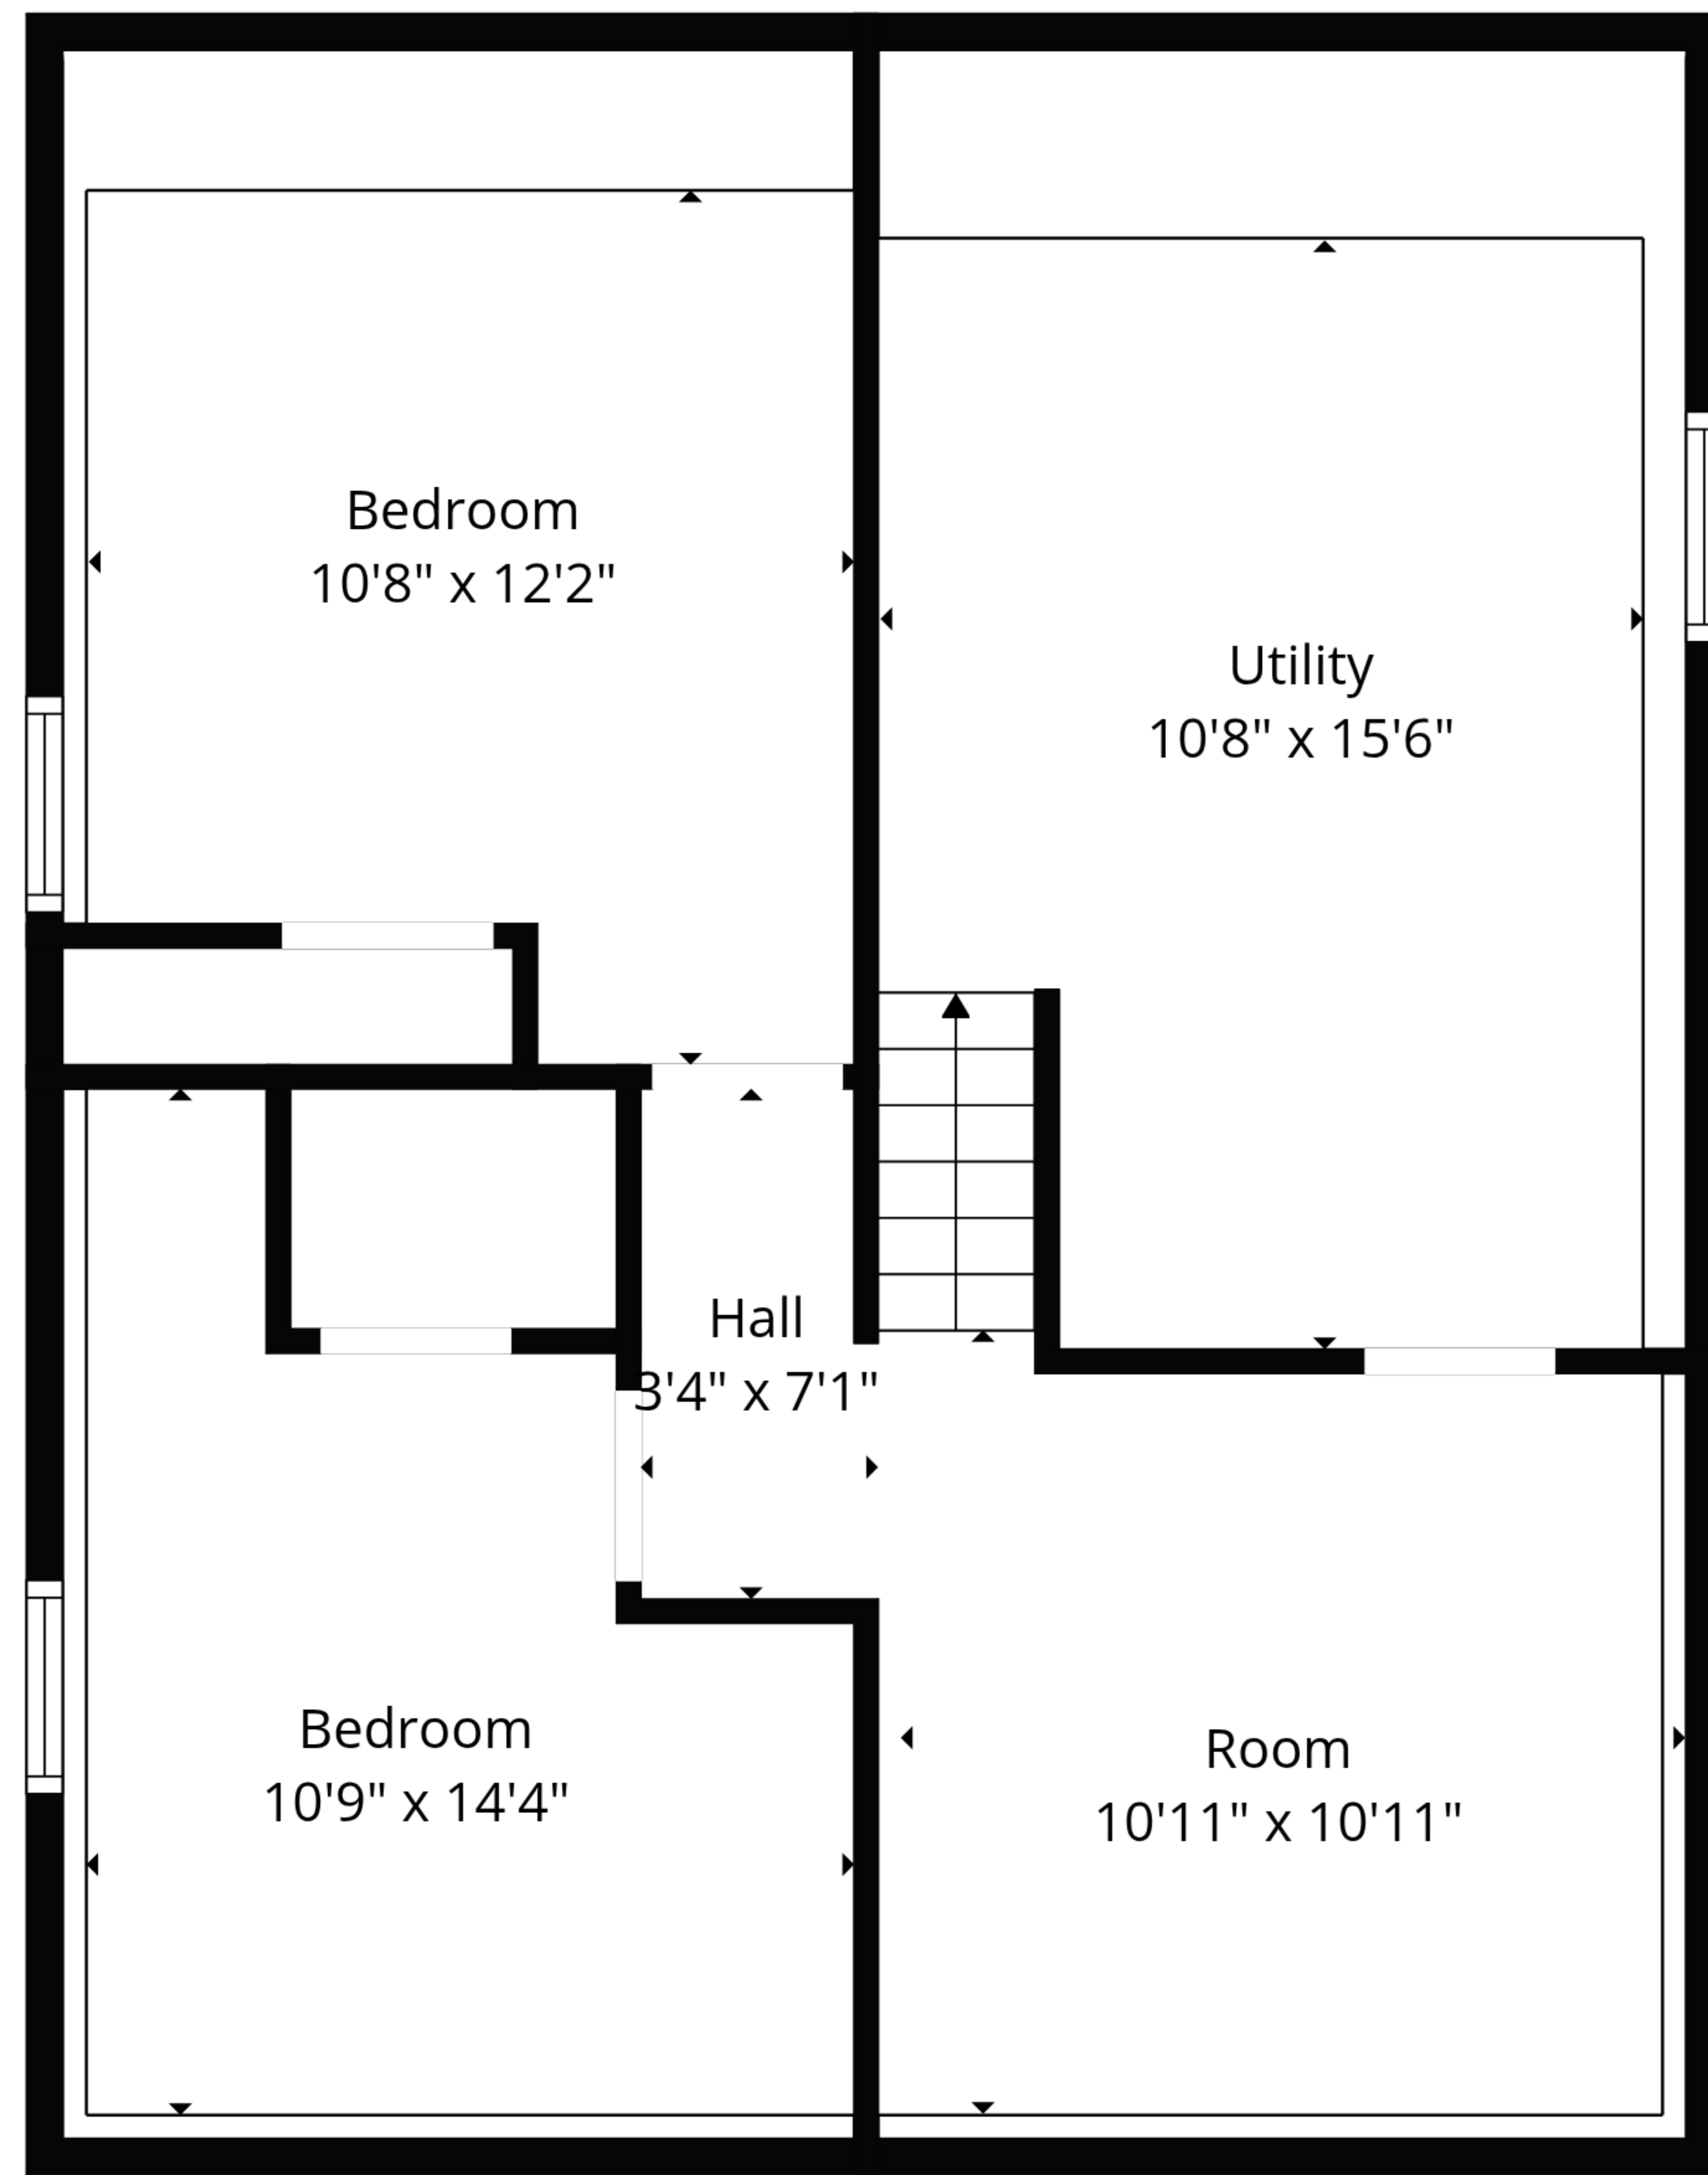 Bedroom
10'8" x 12'2"
Utility
10'8" x 15'6"
Hall
3'4" x 7'1"
Bedroom
10'9" x 14'4"
Room
10'11" x 10'11"